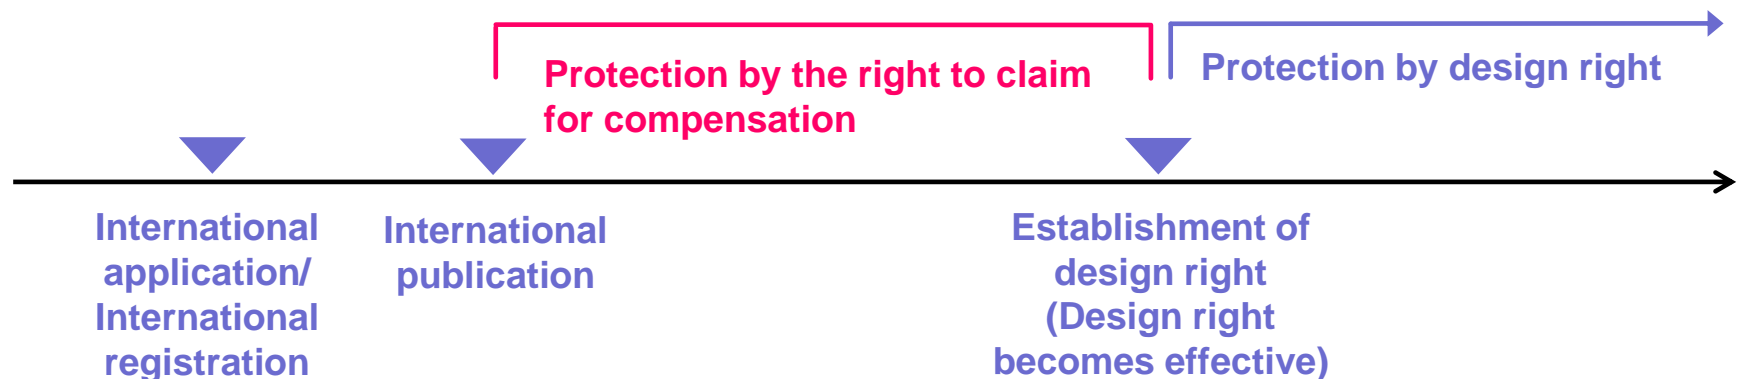 Protection by the right to claim
for compensation
Protection by design right
International
application/
International
registration
International
publication
Establishment of
design right
(Design right
becomes effective)